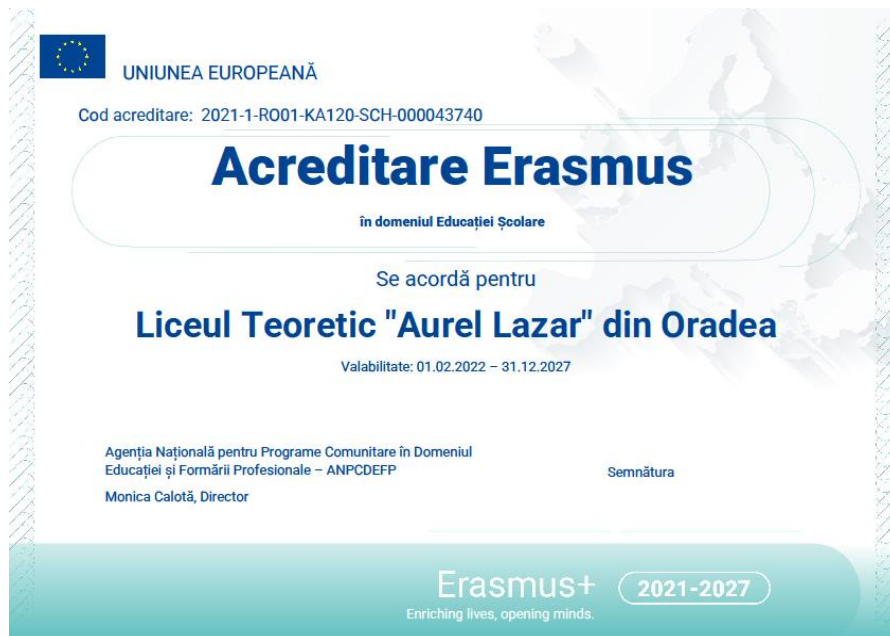 UNIUNEA EUROPEANĂ
Cod acreditare: 2021-1-RO01-KA120-SCH-000043740
Acreditare Erasmus
în domeniul Educației Școlare
Se acordă pentru
Liceul Teoretic "Aurel Lazar" din Oradea
Valabilitate: 01.02.2022 – 31.12.2027
Agenția Națională pentru Programe Comunitare în Domeniul
Educației și Formării Profesionale – ANPCDEFP
Semnătura
Monica Calotă, Director
Erasmus+ 2021-2027
Enriching lives, opening minds.